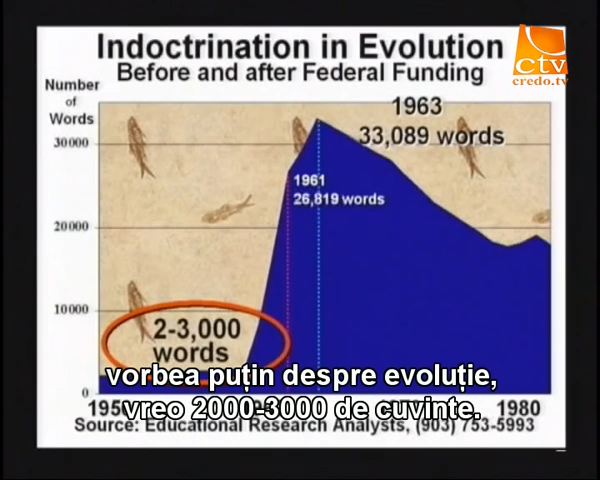 Indoctrination in Evolution
Before and after Federal Funding
ctv
credo.tv
Number
of
Words
1963
33,089 words
30000
1961
26,819 words
20000
10000
2-3,000
words
0
vorbea puțin despre evoluție,
vreo 2000-3000 de cuvinte.
1980
Source: Educational Research Analysts, (903) 753-5993